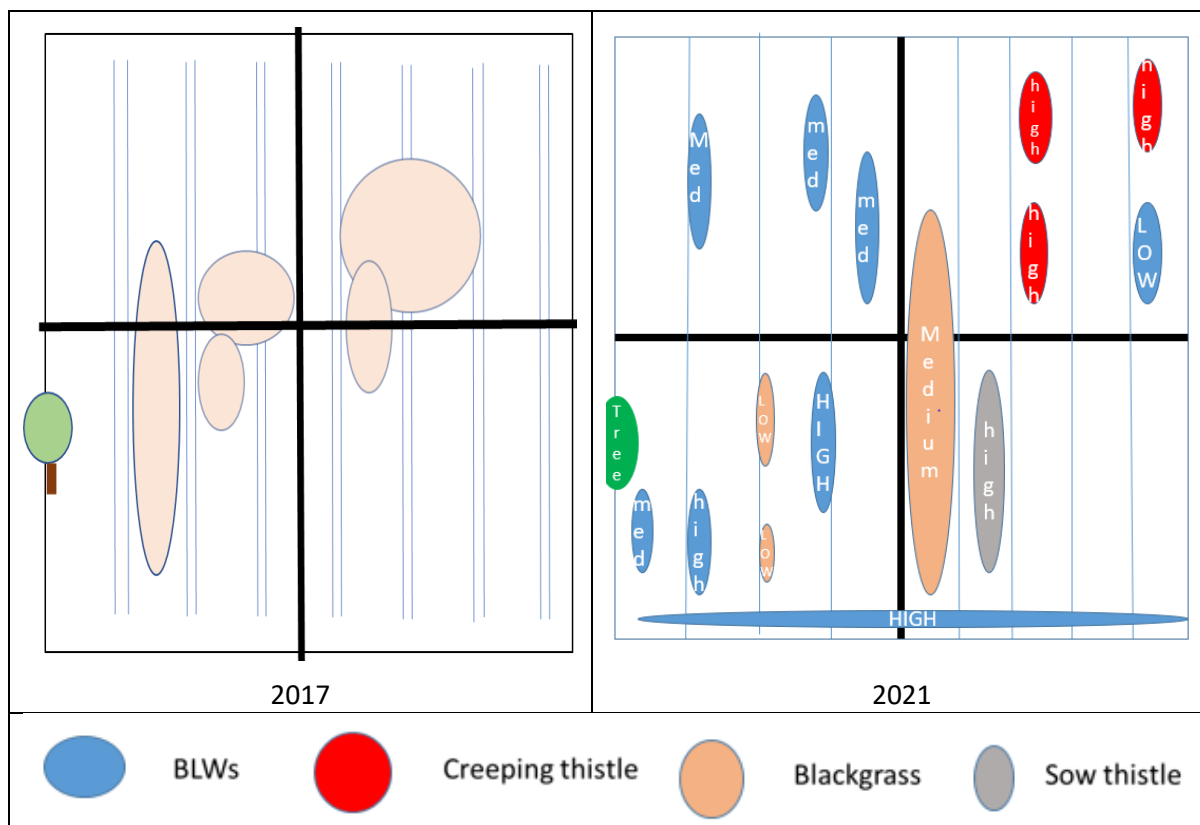 2017
Med
med
med
high
high
high
LOW
Medium
Tree
LOW
HIGH
high
med
high
LOW
HIGH
2021
BLWs
Creeping thistle
Blackgrass
Sow thistle